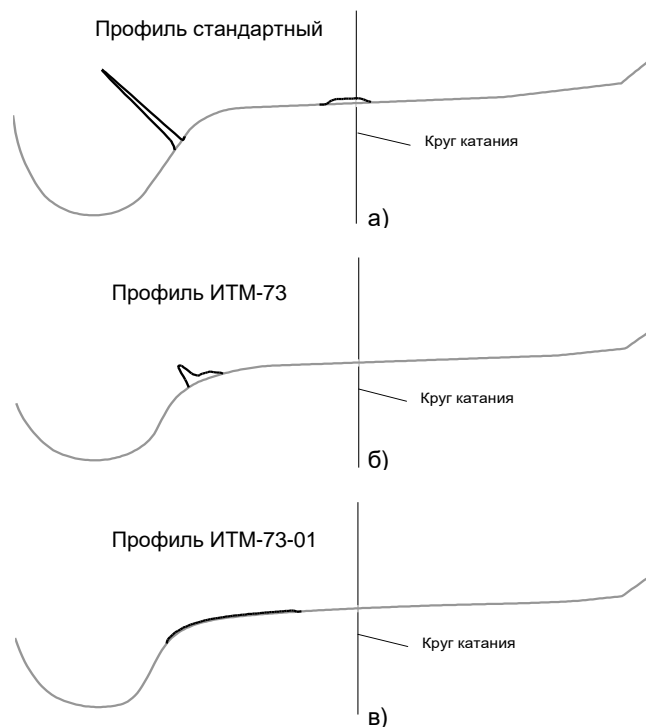 Профиль стандартный
Круг катания
а)
Профиль ИТМ-73
Круг катания
б)
Профиль ИТМ-73-01
Круг катания
в)